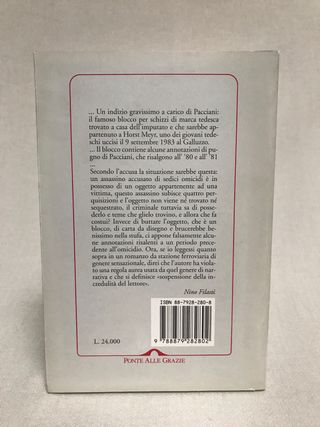 ... Un indizio gravissimo a carico di Pacciani:
il famoso blocco per schizzi di marca tedesca
trovato a casa dell'imputato e che sarebbe ap-
partenuto a Horst Meyr, uno dei giovani tede-
schi uccisi il 9 settembre 1983 al Galluzzo.
... Il blocco contiene alcune annotazioni di pu-
gno di Pacciani, che risalgono all' '80 e all' '81
...
Secondo l'accusa la situazione sarebbe questa:
un assassino accusato di sedici omicidi è in
possesso di un oggetto appartenente ad una
vittima, questo assassino subisce quattro per-
quisizioni e l'oggetto non viene né trovato né
sequestrato, il criminale tuttavia sa di posse-
derlo e teme che glielo trovino, e allora che fa
costui? Invece di buttare l'oggetto, che è un
blocco, di carta da disegno e brucerebbe be-
nissimo nella stufa, ci appone falsamente alcu-
ne annotazioni risalenti a un periodo prece-
dente all'omicidio. Ora, se io leggessi quanto
sopra in un romanzo da stazione ferroviaria di
genere sensazionale, direi che l'autore ha viola-
to una regola aurea usata da quel genere di nar-
rativa e che si definisce «sospensione della in-
credulità del lettore».
Nino Filastò
ISBN 88-7928-280-8
9 788879 282802
L. 24.000
PONTE ALLE GRAZIE